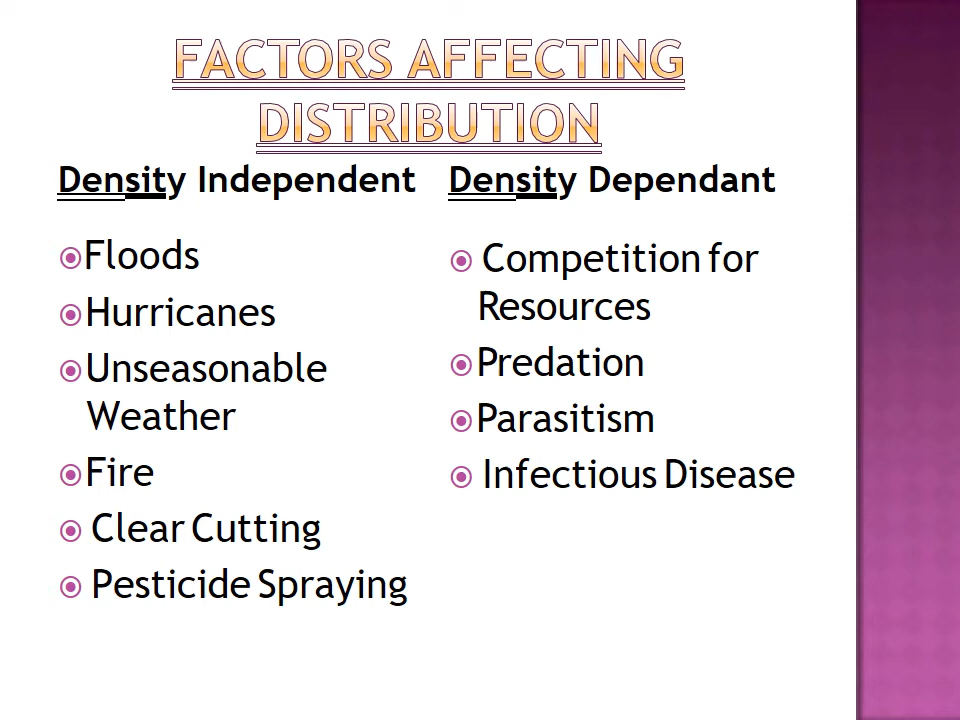 FACTORS AFFECTING
DISTRIBUTION
Density Independent
Floods
Hurricanes
Unseasonable
Weather
Fire
Clear Cutting
Pesticide Spraying
Density Dependant
Competition for
Resources
Predation
Parasitism
Infectious Disease